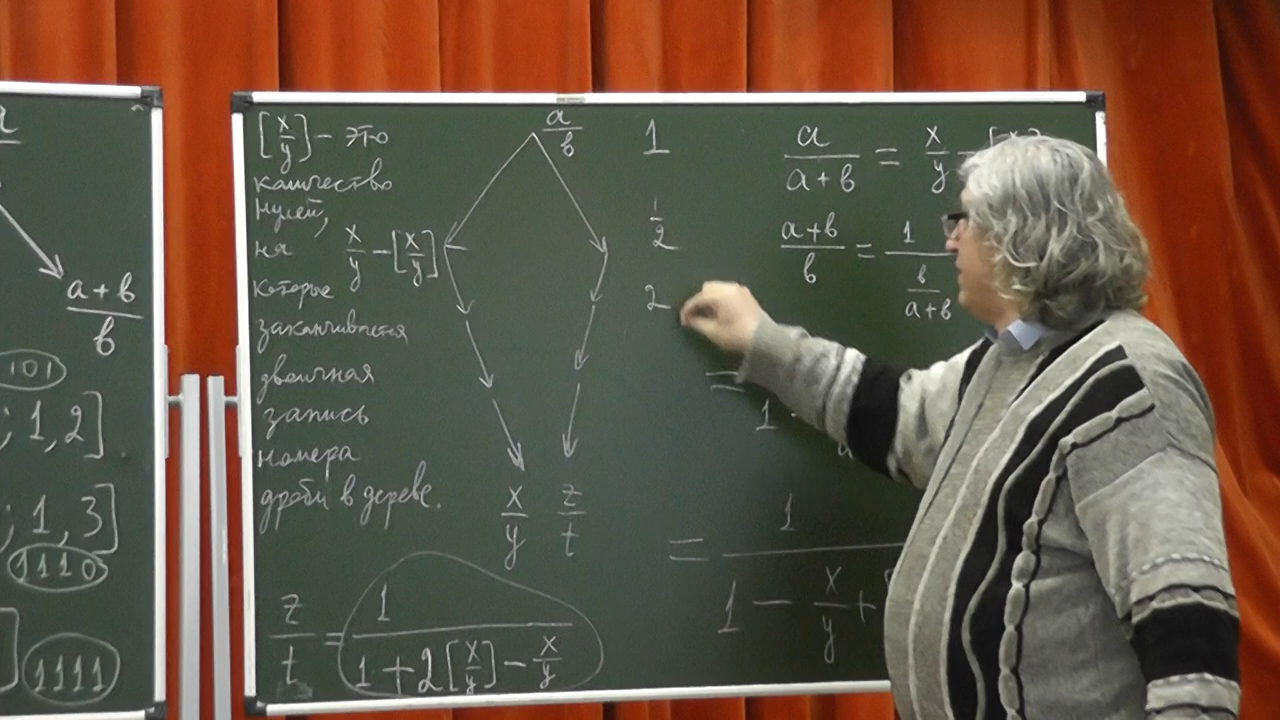 a+b
b
101
; 1, 2]
; 1, 3]
1110
1111
[x/y] – это
количество
нулей,
на
которые
заканчивается
двоичная
запись
номера
дроби в дереве.
a/b
x/y – [x/y]
x/y z/t
z/t = 1/(1 + 2[x/y] – x/y)
1
1/2
2
a/(a+b) = x/y –
(a+b)/b = 1/(b/(a+b))
=
1
= 1
1 – x/y +